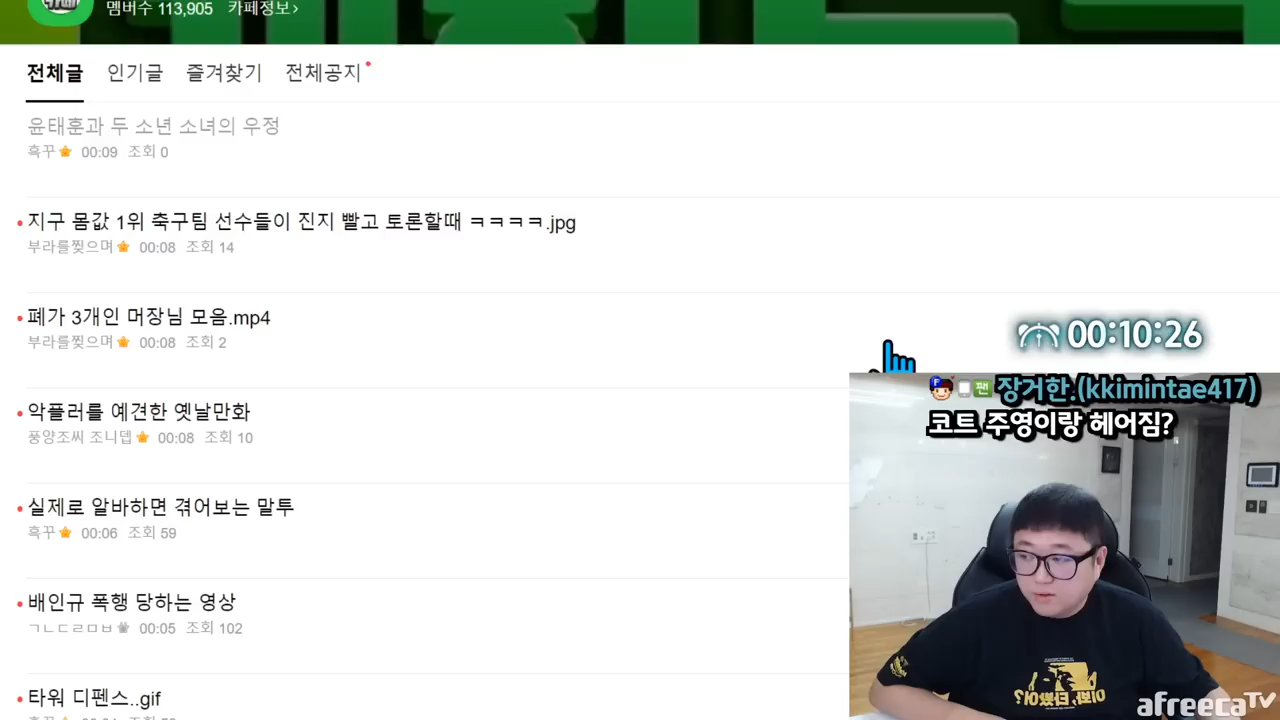 카페
멤버수 113,905 카페정보 ›
전체글 인기글 즐겨찾기 전체공지
윤태훈과 두 소년 소녀의 우정
흑꾸 00:09 조회 0
지구 몸값 1위 축구팀 선수들이 진지 빨고 토론할때 ㅋㅋㅋㅋ.jpg
부라를찢으며 00:08 조회 14
폐가 3개인 머장님 모음.mp4
부라를찢으며 00:08 조회 2
악플러를 예견한 옛날만화
풍양조씨 조니뎁 00:08 조회 10
실제로 알바하면 겪어보는 말투
흑꾸 00:06 조회 59
배인규 폭행 당하는 영상
ㄱㄴㄷㄹㅁㅂ 00:05 조회 102
타워 디펜스..gif
00:10:26
F 팬 장거한.(kkimintae417)
코트 주영이랑 헤어짐?
afreecaTV